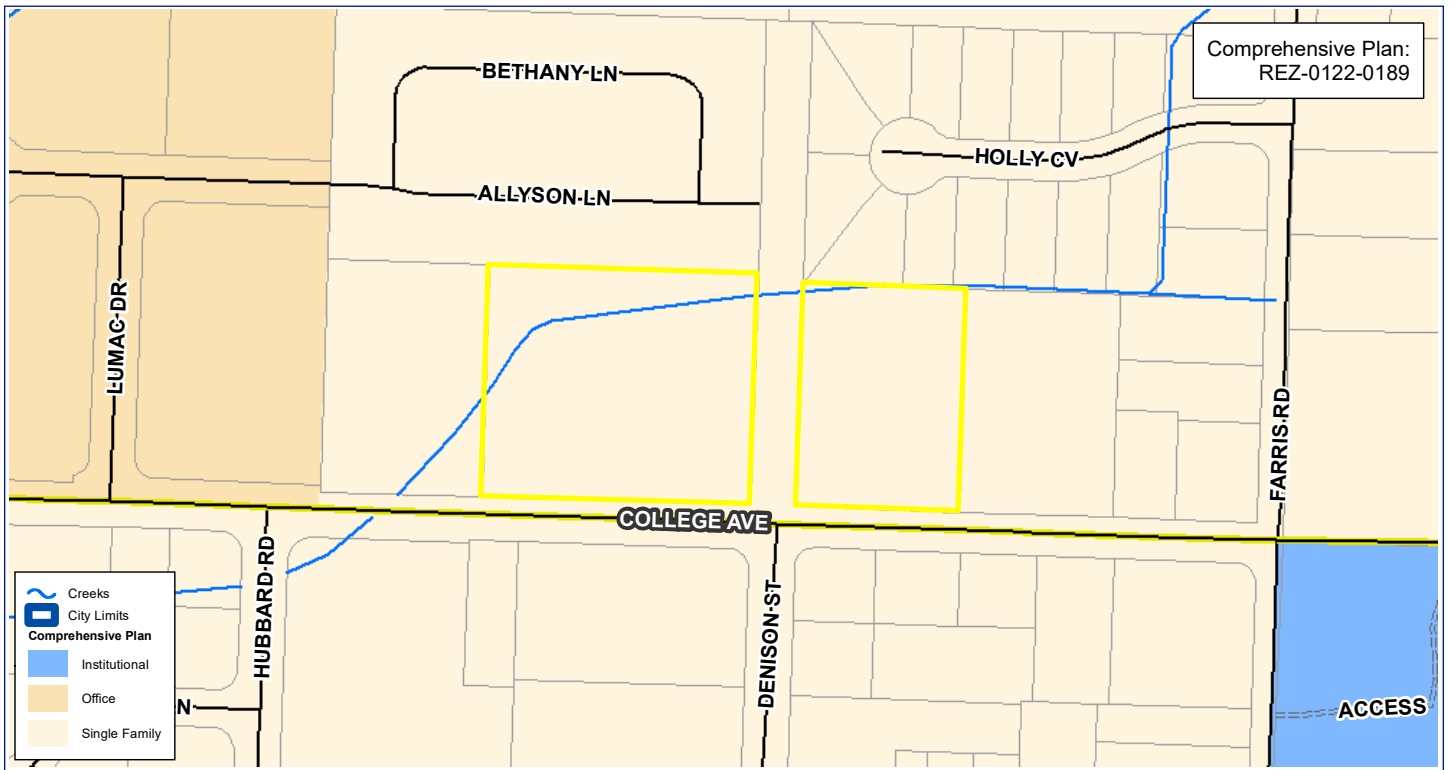 Comprehensive Plan:
REZ-0122-0189
BETHANY LN
HOLLY CV
ALLYSON LN
LUMAC DR
FARRIS RD
COLLEGE AVE
HUBBARD RD
DENISON ST
N
ACCESS
Creeks
City Limits
Comprehensive Plan
Institutional
Office
Single Family